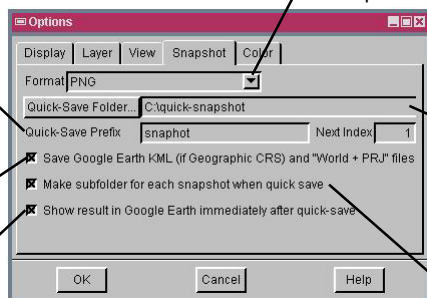 Options
Display Layer View Snapshot Color
Format PNG
Quick-Save Folder... C:\quick-snapshot
Quick-Save Prefix snaphot Next Index 1
Save Google Earth KML (if Geographic CRS) and "World + PRJ" files
Make subfolder for each snapshot when quick save
Show result in Google Earth immediately after quick-save
OK Cancel Help